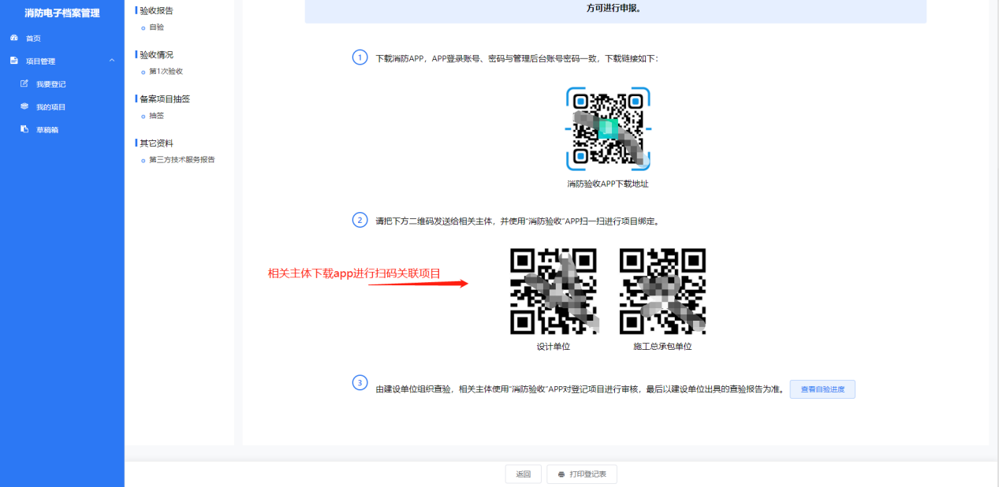 消防电子档案管理
首页
项目管理
我要登记
我的项目
草稿箱
验收报告
自验
验收情况
第1次验收
备案项目抽签
抽签
其它资料
第三方技术服务报告
方可进行申报。
1 下载消防APP，APP登录账号、密码与管理后台账号密码一致，下载链接如下：
消防验收APP下载地址
2 请把下方二维码发送给相关主体，并使用“消防验收”APP扫一扫进行项目绑定。
相关主体下载app进行扫码关联项目
设计单位 施工总承包单位
3 由建设单位组织查验，相关主体使用“消防验收”APP对登记项目进行审核，最后以建设单位出具的查验报告为准。 查看自验进度
返回 打印登记表